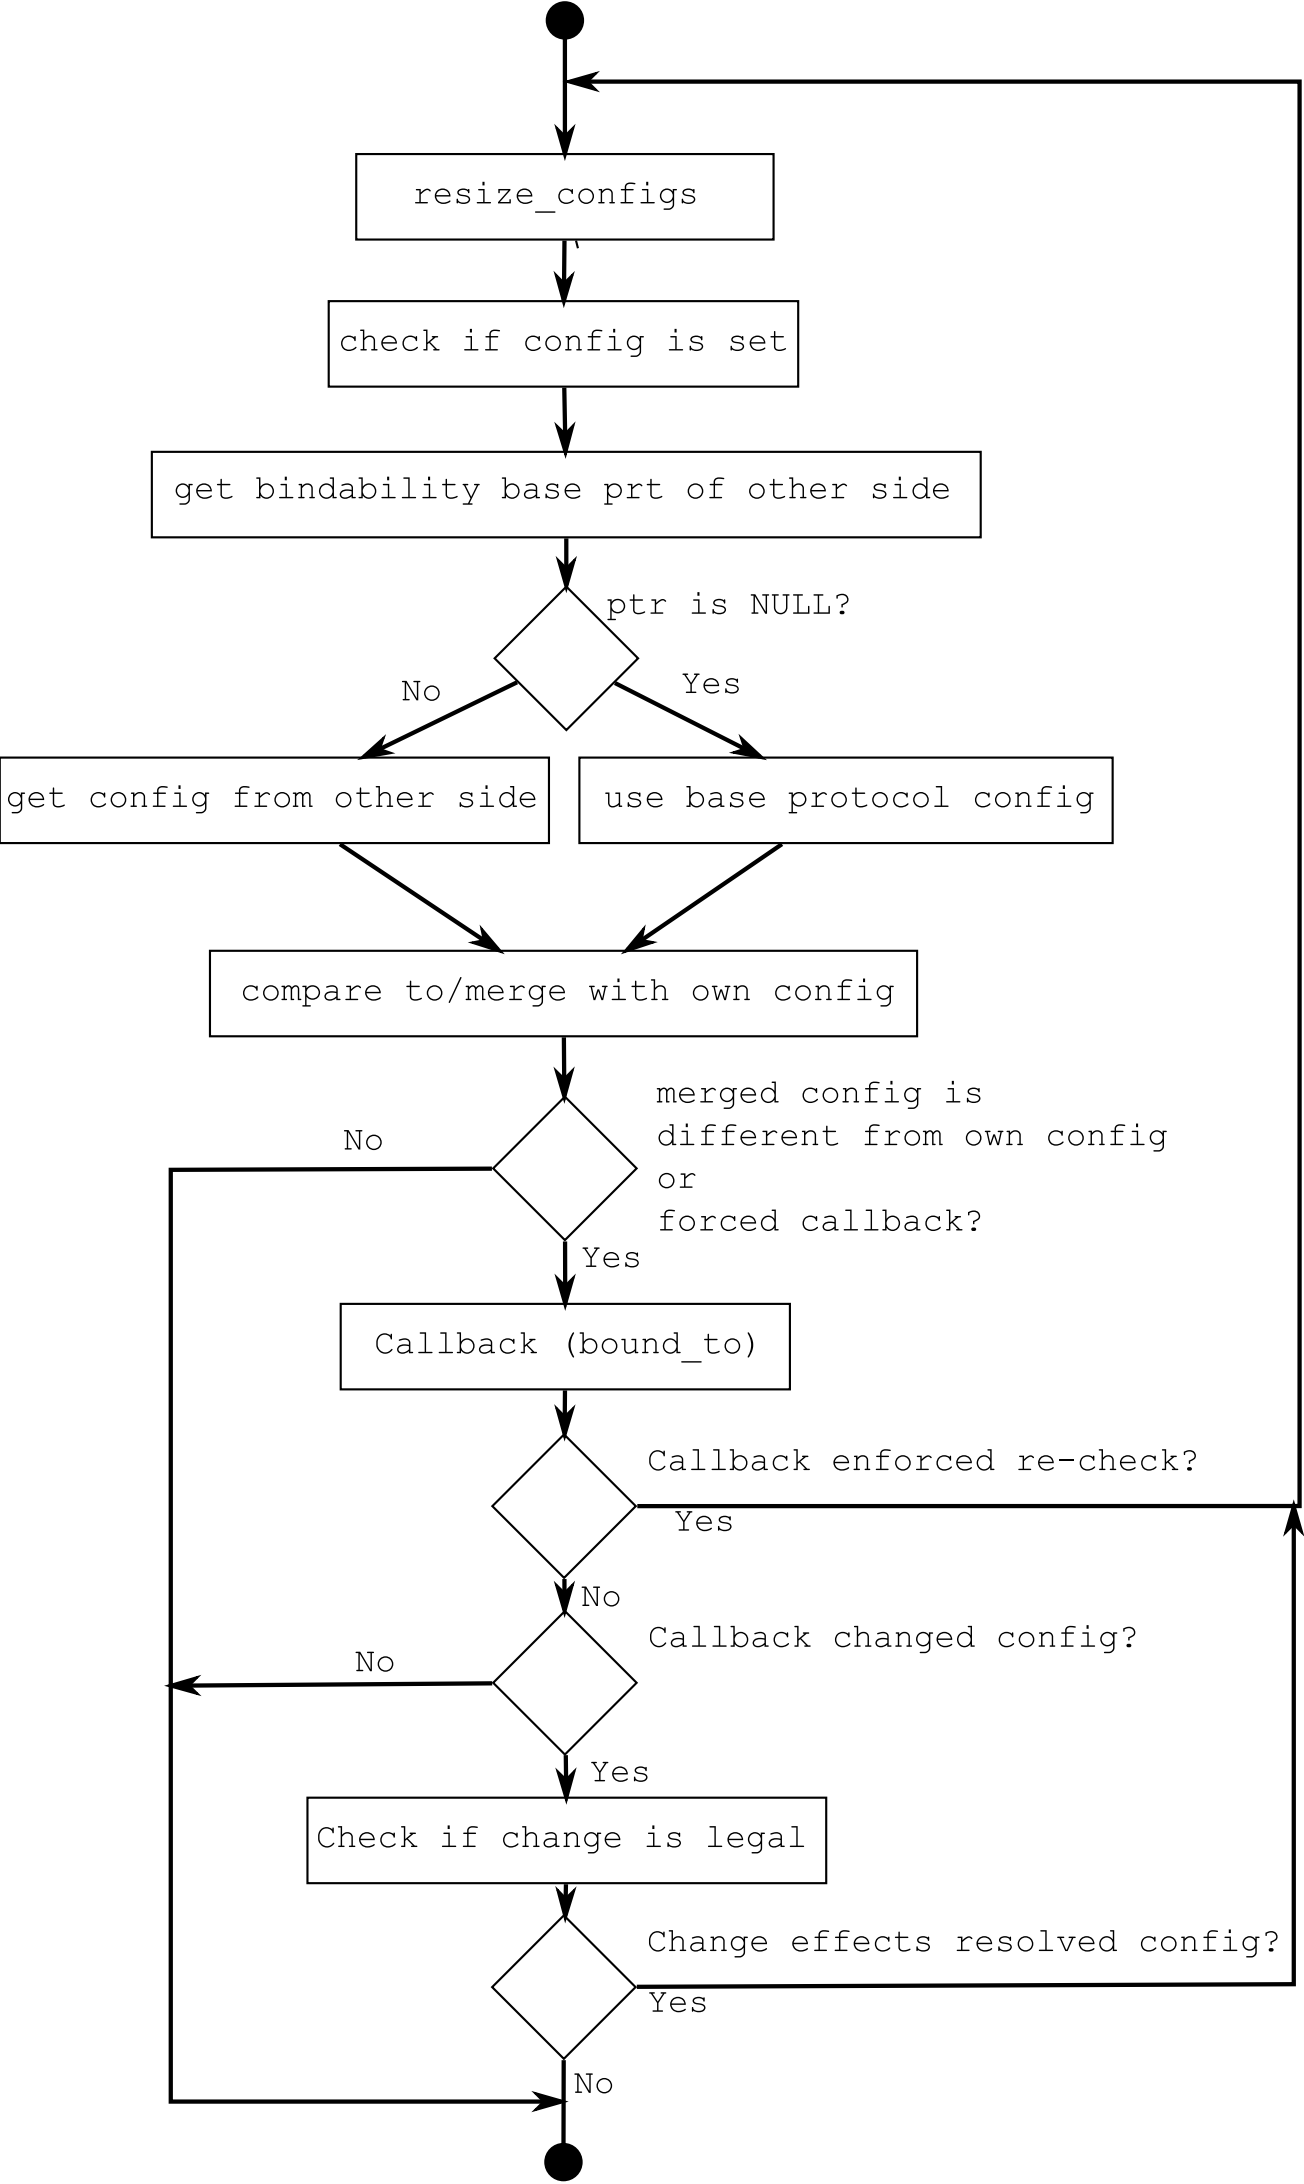 resize_configs
check if config is set
get bindability base prt of other side
ptr is NULL?
No
Yes
get config from other side
use base protocol config
compare to/merge with own config
merged config is
different from own config
or
forced callback?
No
Yes
Callback (bound_to)
Callback enforced re-check?
Yes
No
Callback changed config?
No
Yes
Check if change is legal
Change effects resolved config?
Yes
No